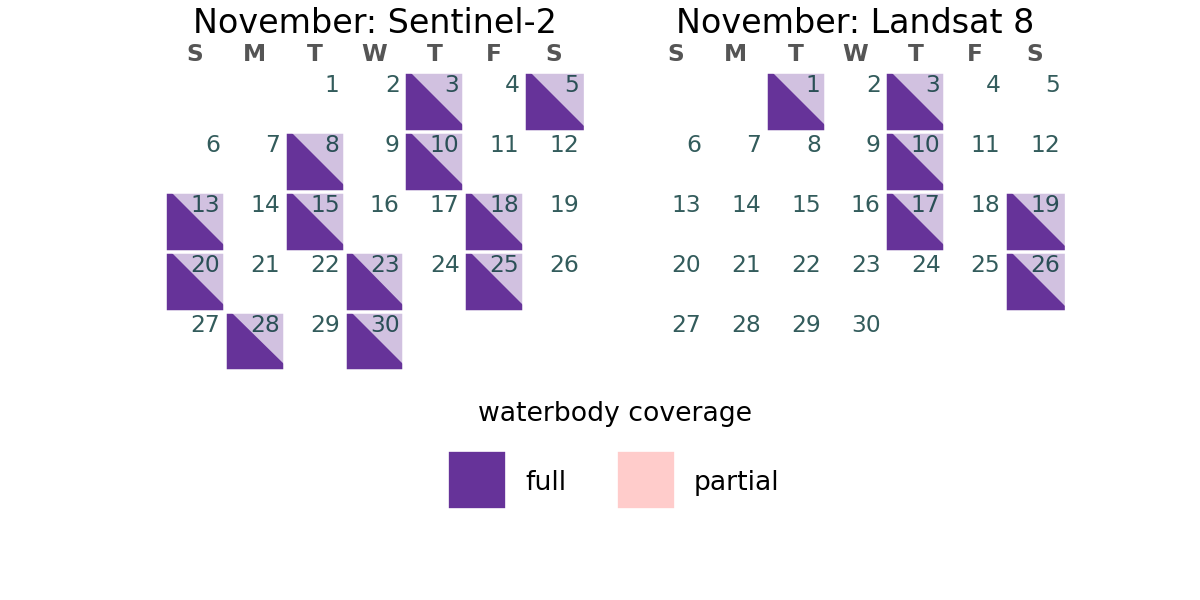 November: Sentinel-2
S M T W T F S
1 2 3 4 5
6 7 8 9 10 11 12
13 14 15 16 17 18 19
20 21 22 23 24 25 26
27 28 29 30
November: Landsat 8
S M T W T F S
1 2 3 4 5
6 7 8 9 10 11 12
13 14 15 16 17 18 19
20 21 22 23 24 25 26
27 28 29 30
waterbody coverage
full partial